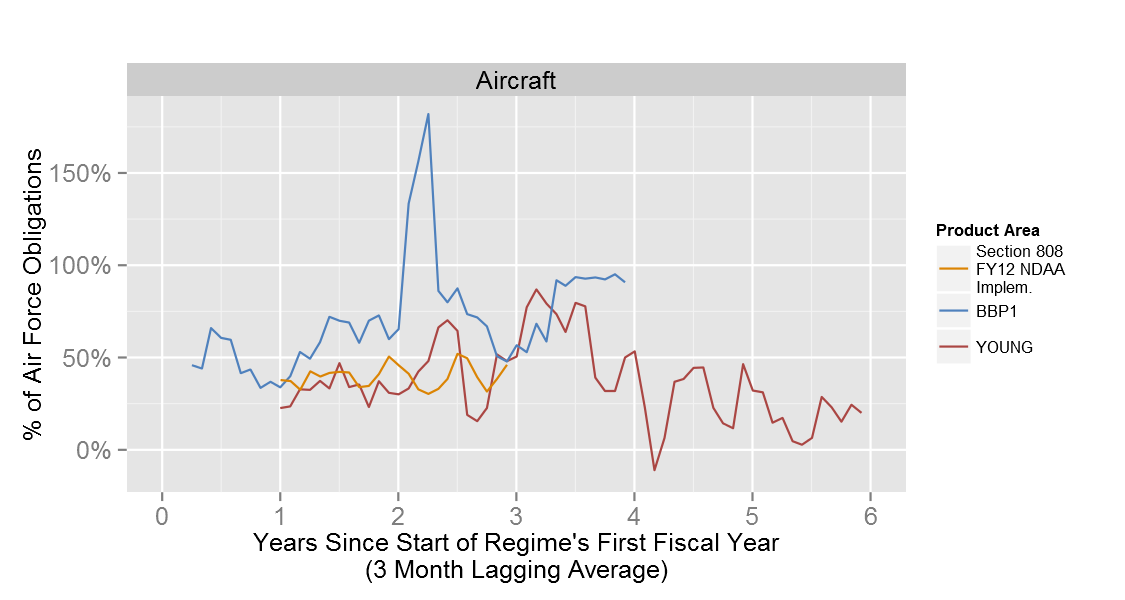 Aircraft
% of Air Force Obligations
150%
100%
50%
0%
0 1 2 3 4 5 6
Years Since Start of Regime's First Fiscal Year
(3 Month Lagging Average)
Product Area
Section 808
FY12 NDAA
Implem.
BBP1
YOUNG